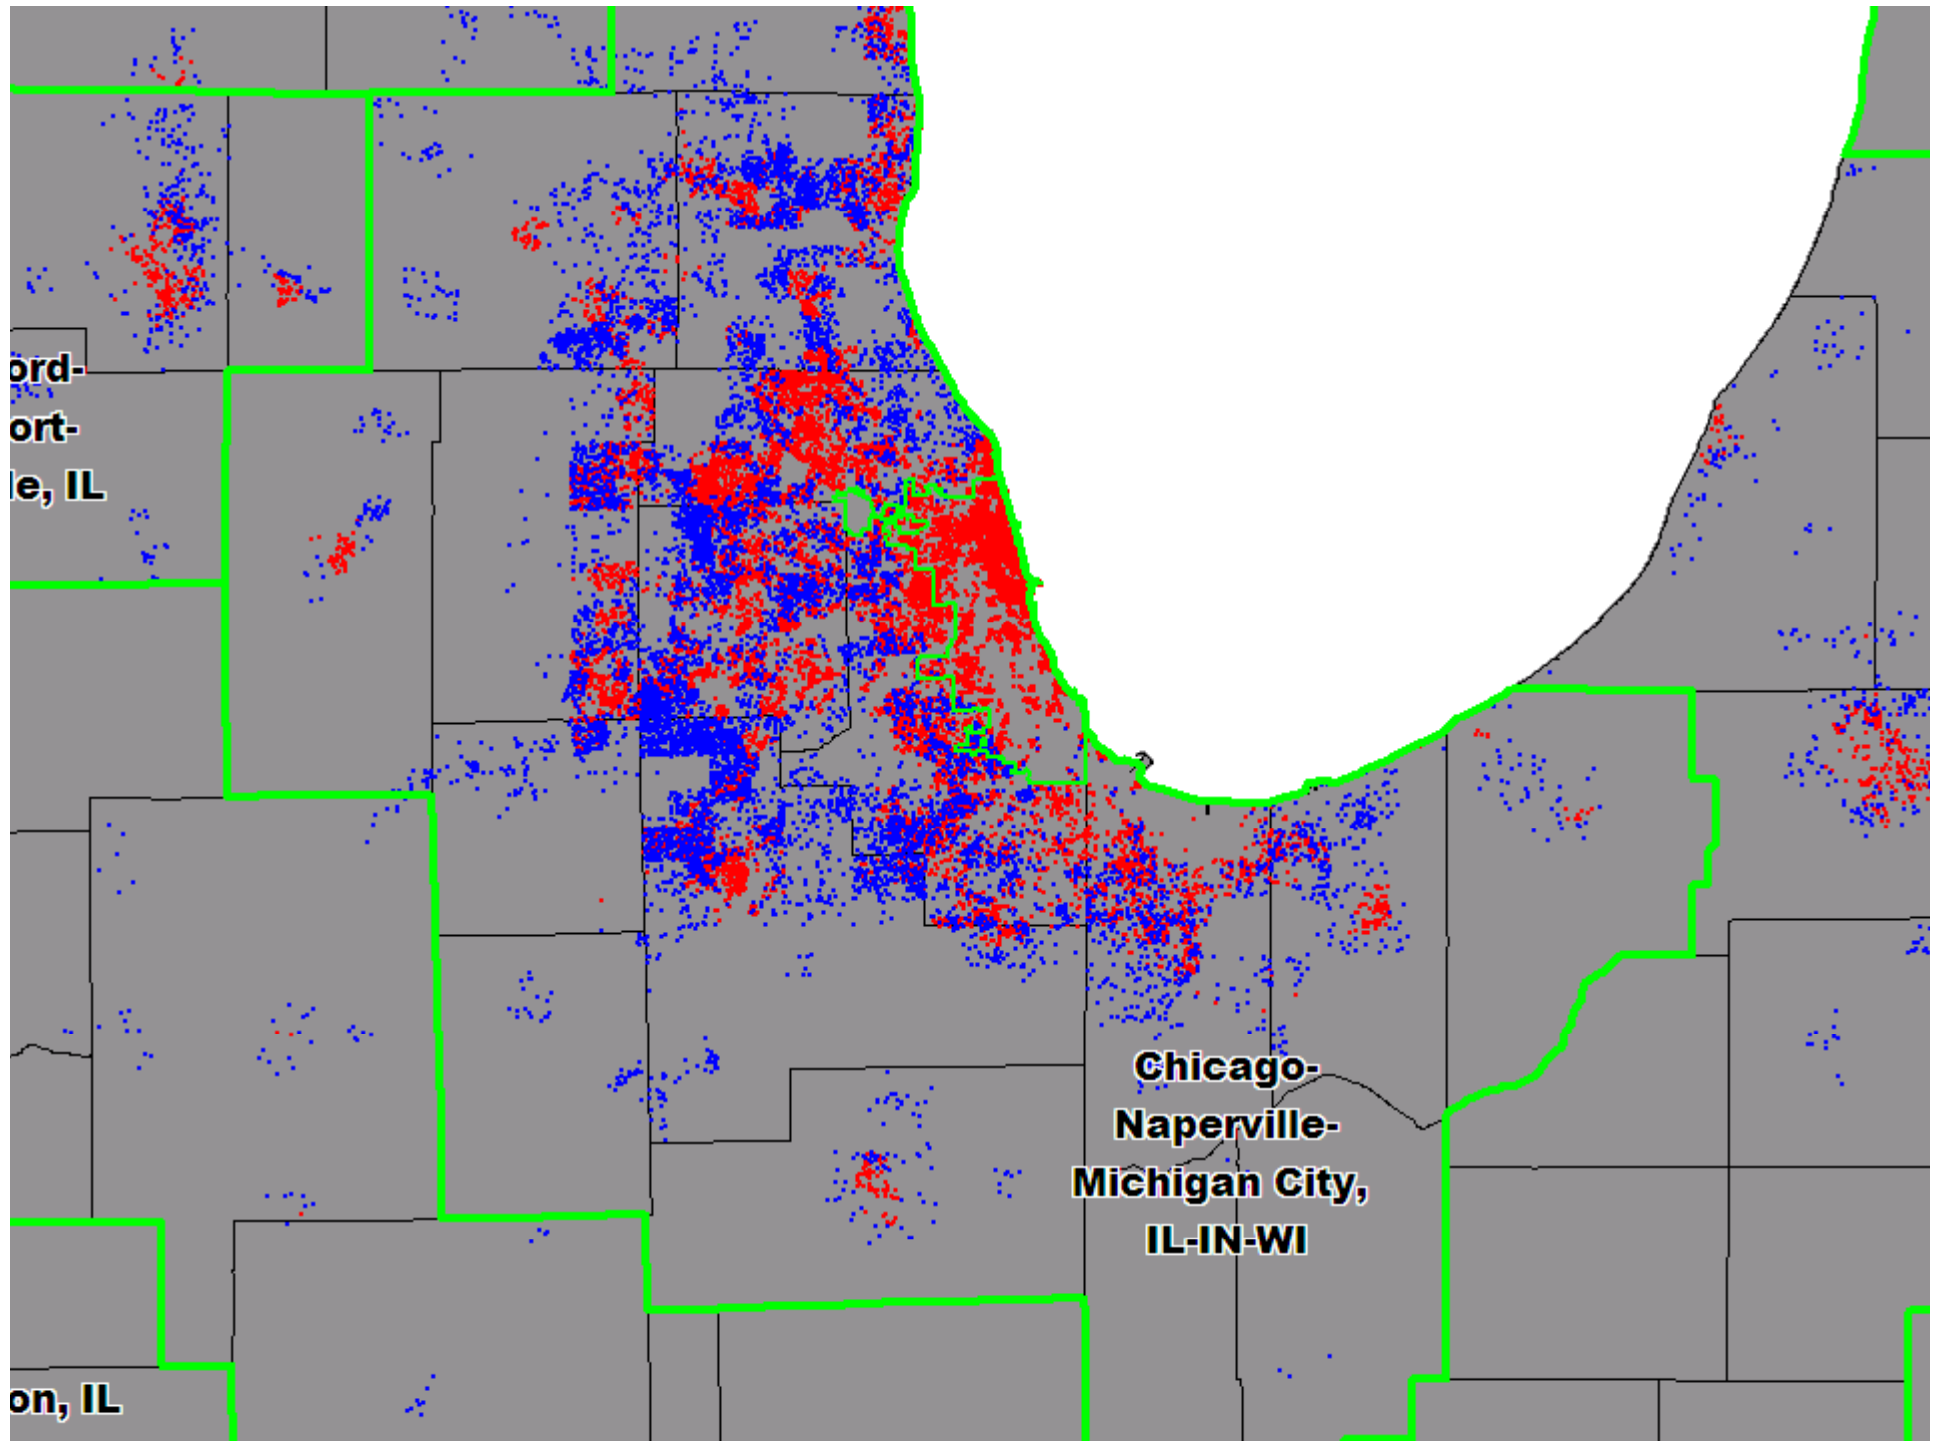 ord-
ort-
le, IL
Chicago-
Naperville-
Michigan City,
IL-IN-WI
on, IL